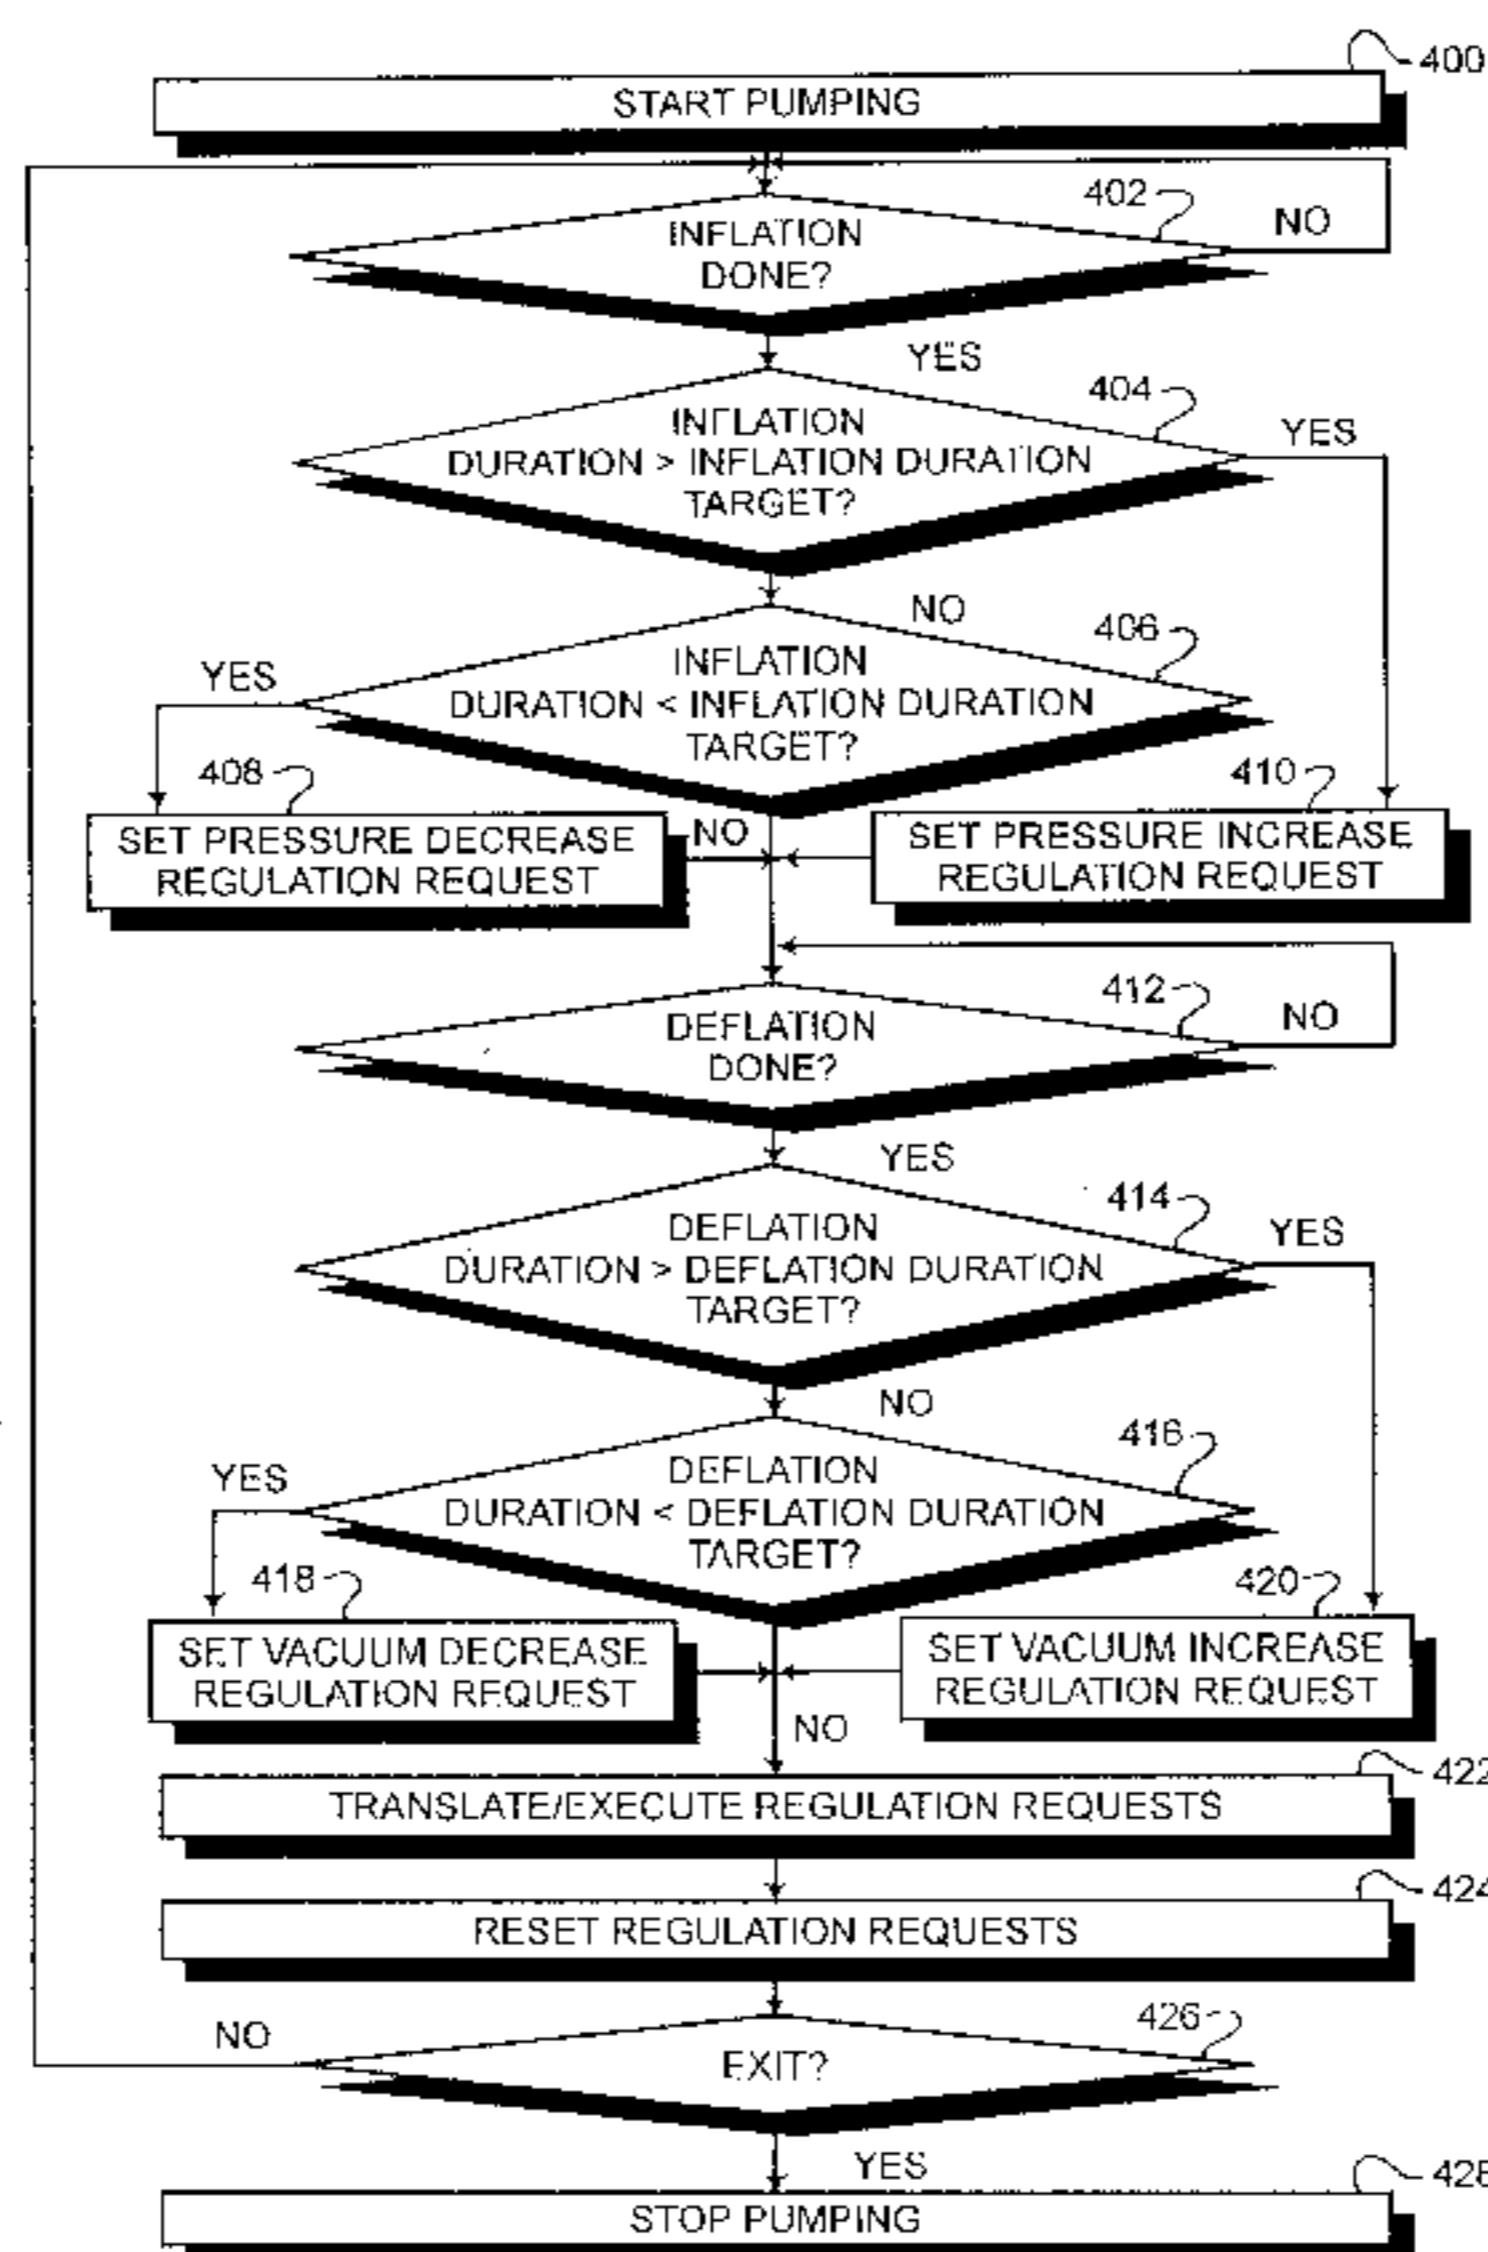 400
START PUMPING
402
NO
INFLATION
DONE?
YES
404
INFLATION
DURATION > INFLATION DURATION
TARGET?
YES
NO
406
INFLATION
DURATION < INFLATION DURATION
TARGET?
YES
408
SET PRESSURE DECREASE
REGULATION REQUEST
NO
410
SET PRESSURE INCREASE
REGULATION REQUEST
412
DEFLATION
DONE?
NO
YES
414
DEFLATION
DURATION > DEFLATION DURATION
TARGET?
YES
NO
416
DEFLATION
DURATION < DEFLATION DURATION
TARGET?
YES
418
SET VACUUM DECREASE
REGULATION REQUEST
420
SET VACUUM INCREASE
REGULATION REQUEST
NO
422
TRANSLATE/EXECUTE REGULATION REQUESTS
424
RESET REGULATION REQUESTS
426
NO
EXIT?
YES
428
STOP PUMPING